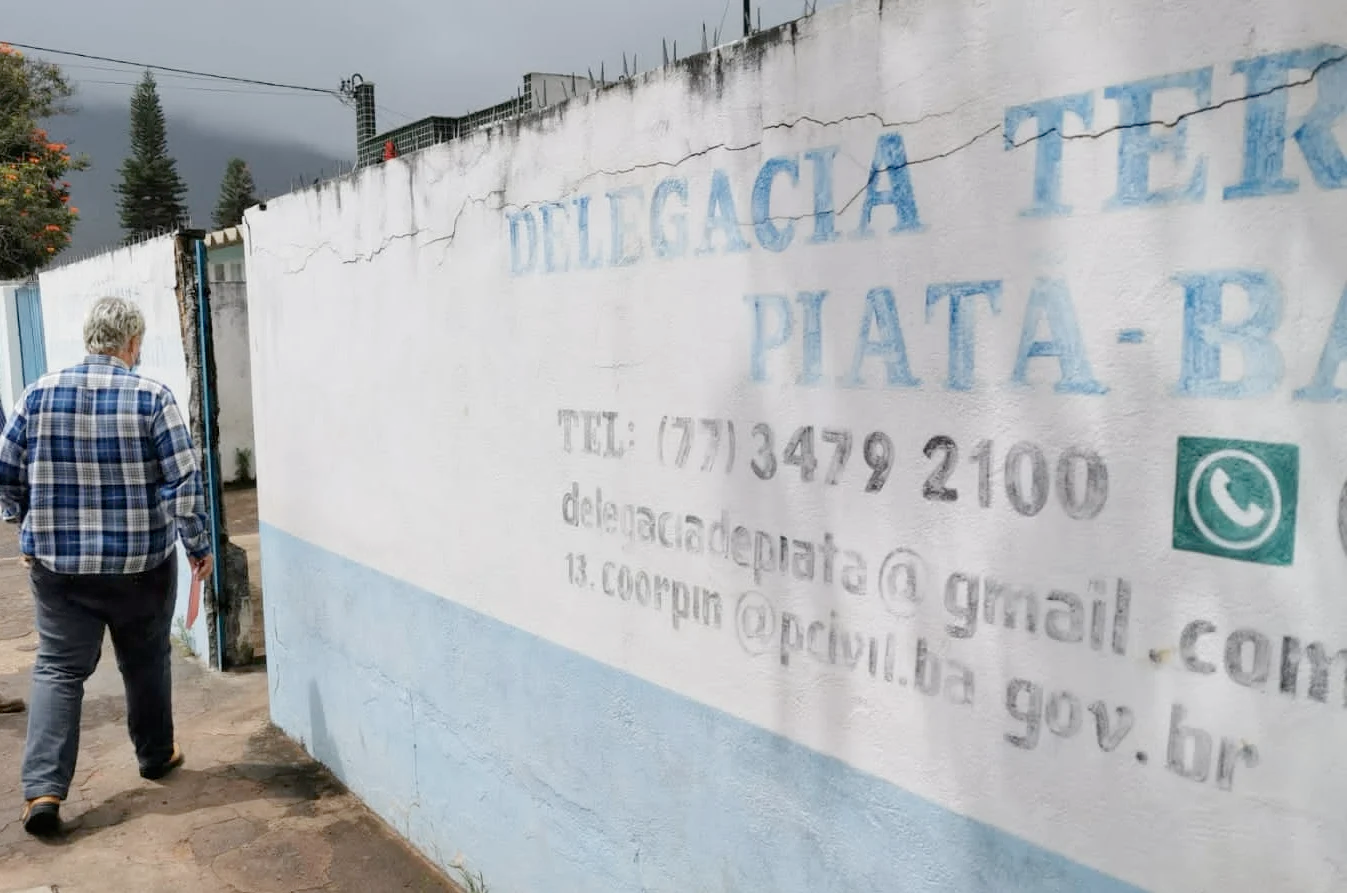 DELEGACIA TER
PIATA-BA
TEL: (77) 3479 2100
delegaciadepiata@gmail.com
13.coorpin@pcivil.ba gov.br